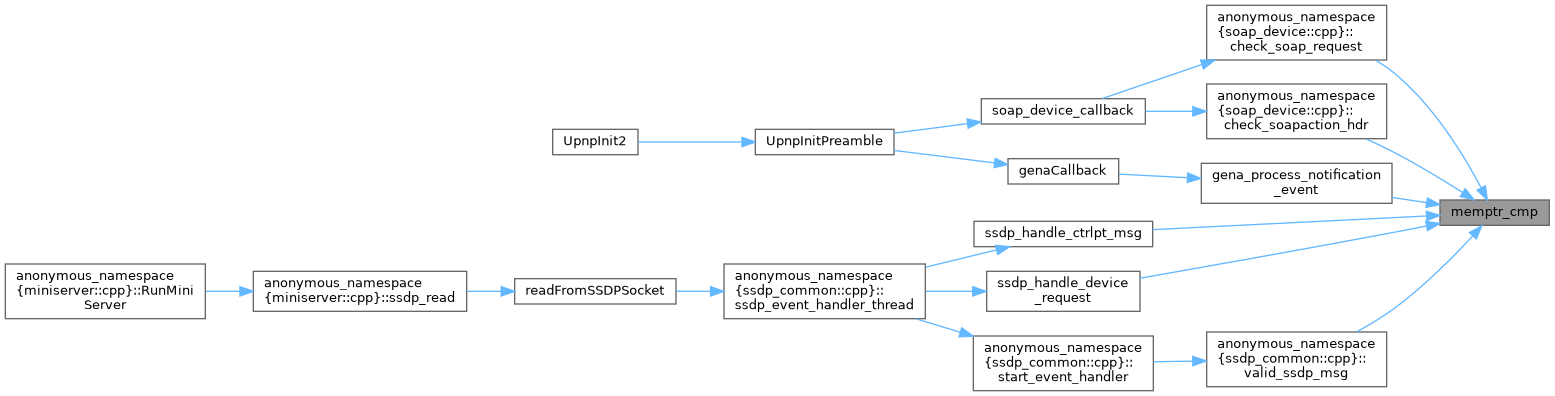 anonymous_namespace
{soap_device::cpp}::
check_soap_request
anonymous_namespace
{soap_device::cpp}::
check_soapaction_hdr
soap_device_callback
UpnpInit2
UpnpInitPreamble
genaCallback
gena_process_notification
_event
memptr_cmp
ssdp_handle_ctrlpt_msg
anonymous_namespace
{miniserver::cpp}::RunMini
Server
anonymous_namespace
{miniserver::cpp}::ssdp_read
readFromSSDPSocket
anonymous_namespace
{ssdp_common::cpp}::
ssdp_event_handler_thread
ssdp_handle_device
_request
anonymous_namespace
{ssdp_common::cpp}::
start_event_handler
anonymous_namespace
{ssdp_common::cpp}::
valid_ssdp_msg